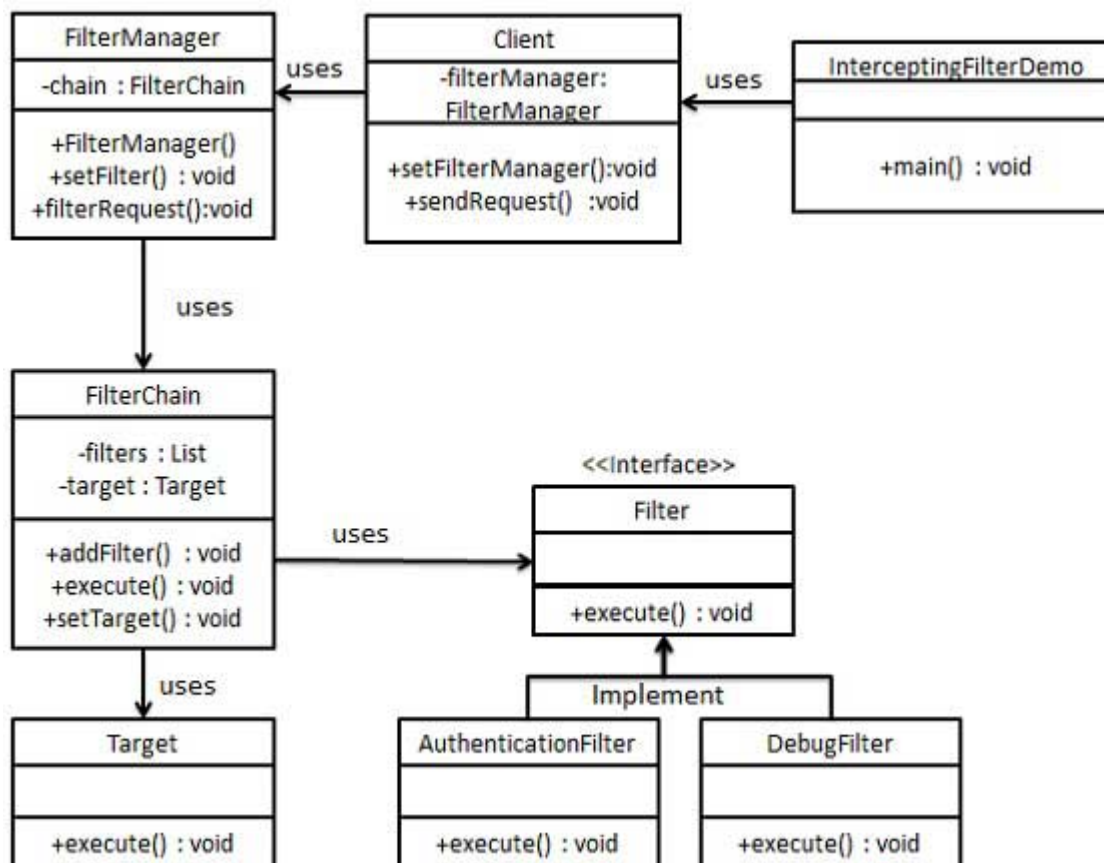 FilterManager
-chain : FilterChain
+FilterManager()
+setFilter() : void
+filterRequest():void
uses
Client
-filterManager:
FilterManager
+setFilterManager():void
+sendRequest() :void
uses
InterceptingFilterDemo
+main() : void
uses
FilterChain
-filters : List
-target : Target
+addFilter() : void
+execute() : void
+setTarget() : void
uses
<<Interface>>
Filter
+execute() : void
uses
Implement
Target
+execute() : void
AuthenticationFilter
+execute() : void
DebugFilter
+execute() : void